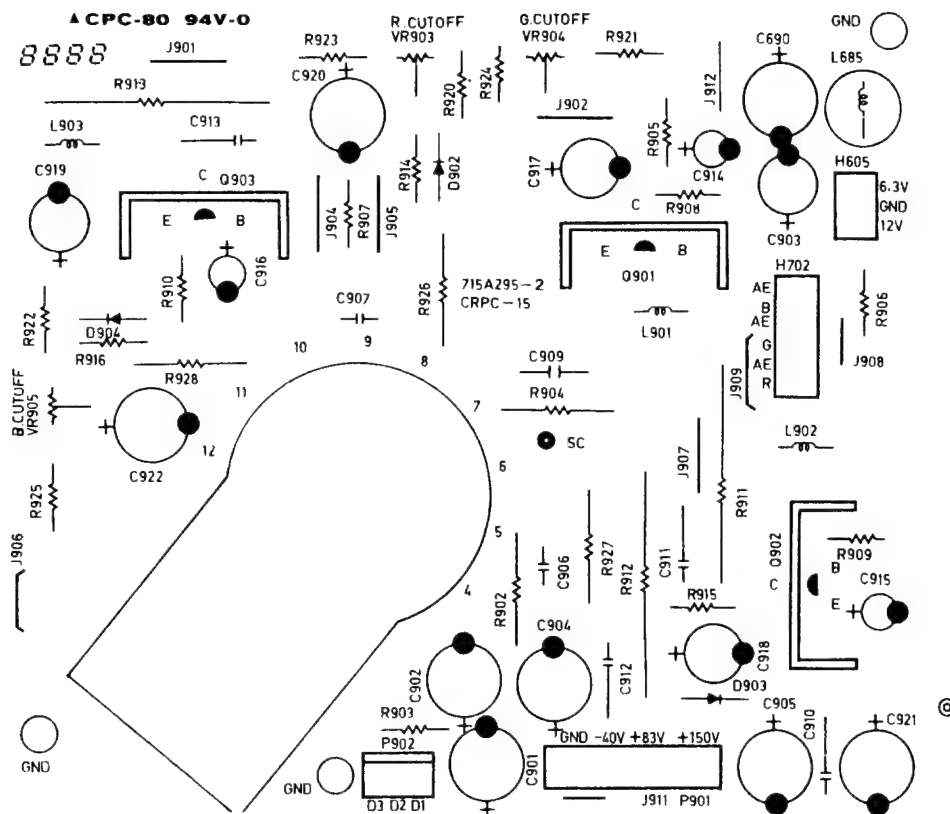 ▲CPC-80 94V-0
8888
J901
R923
C920
R.CUTOFF
VR903
G.CUTOFF
VR904
R921
C690
GND
L685
R913
R920
R924
J912
L903
C913
J902
R905
C919
C
Q903
R914
D902
C917
C914
H605
E
B
J904
R907
J905
C
R908
6.3V
GND
12V
C903
C916
E
B
Q901
H702
R910
R926
715A295-2
CRPC-15
AE
B
AE
G
AE
R
R906
R922
D904
C907
L901
R916
J908
R928
10
9
8
C909
J909
B.CUTOFF
VR905
11
R904
7
C922
12
SC
L902
6
J907
R925
R911
J906
5
C906
R927
R912
C911
Q902
R909
C
B
C915
4
R902
R915
E
C904
C902
C912
C918
D903
R903
C905
C910
C921
P902
GND -40V +83V +150V
GND
GND
C901
D3 D2 D1
J911 P901